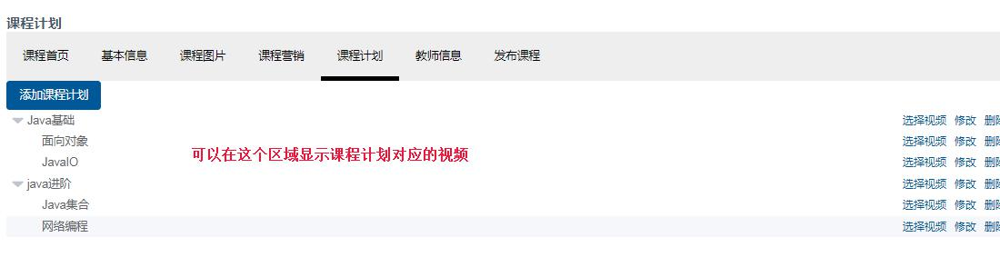 课程计划
课程首页 基本信息 课程图片 课程营销 课程计划 教师信息 发布课程
添加课程计划
Java基础 选择视频 修改 删除
面向对象 选择视频 修改 删除
可以在这个区域显示课程计划对应的视频
JavaIO 选择视频 修改 删除
java进阶 选择视频 修改 删除
Java集合 选择视频 修改 删除
网络编程 选择视频 修改 删除